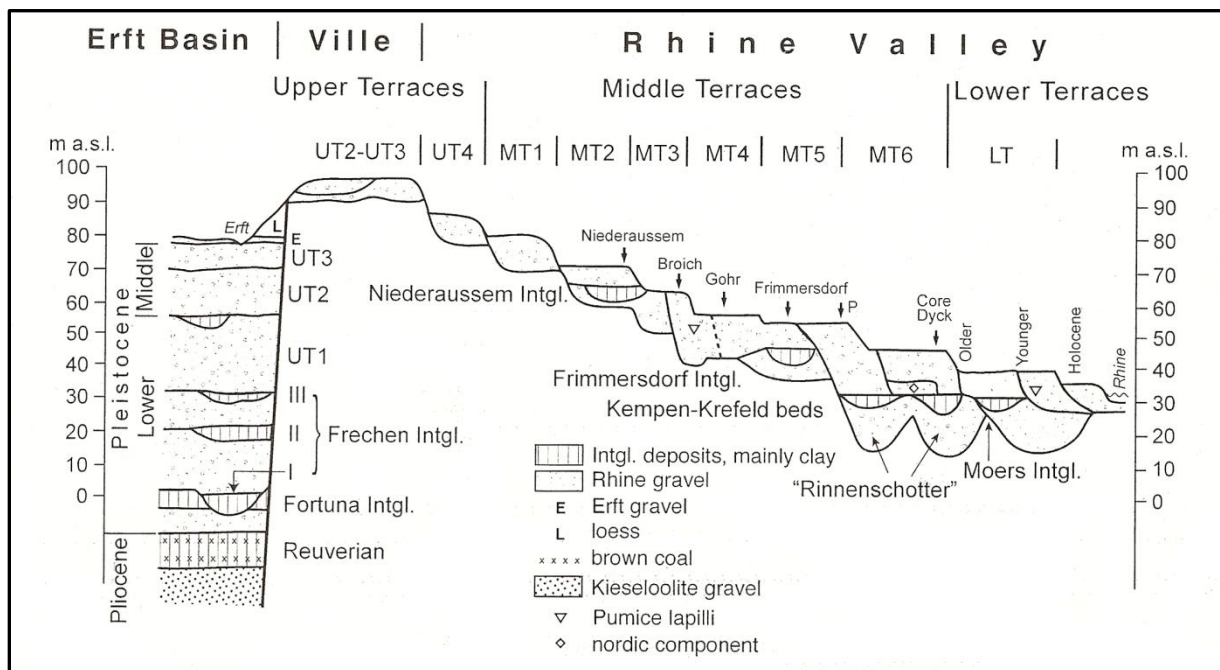 Erft Basin | Ville | Rhine Valley
Upper Terraces | Middle Terraces | Lower Terraces
m a.s.l. UT2-UT3 | UT4 | MT1 | MT2 | MT3 | MT4 | MT5 | MT6 | LT | m a.s.l.
100
90
80
70
60
50
40
30
20
10
0
Pliocene
Pleistocene
Lower
Middle
Erft
L
E
UT3
UT2
UT1
III
II
I
Frechen Intgl.
Fortuna Intgl.
Reuverian
Niederaussem
Niederaussem Intgl.
Broich
Gohr
Frimmersdorf
P
Core
Dyck
Older
Younger
Holocene
Rhine
Frimmersdorf Intgl.
Kempen-Krefeld beds
"Rinnenschotter"
Moers Intgl.
Intgl. deposits, mainly clay
Rhine gravel
E Erft gravel
L loess
x x x x brown coal
Kieseloolite gravel
Pumice lapilli
nordic component
100
90
80
70
60
50
40
30
20
10
0